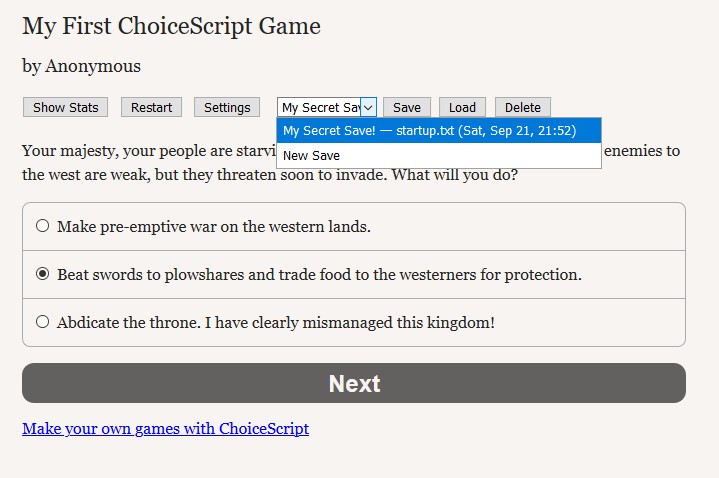 My First ChoiceScript Game
by Anonymous
Show Stats Restart Settings My Secret Sav Save Load Delete
My Secret Save! — startup.txt (Sat, Sep 21, 21:52)
New Save
Your majesty, your people are starvi enemies to
the west are weak, but they threaten soon to invade. What will you do?
Make pre-emptive war on the western lands.
Beat swords to plowshares and trade food to the westerners for protection.
Abdicate the throne. I have clearly mismanaged this kingdom!
Next
Make your own games with ChoiceScript